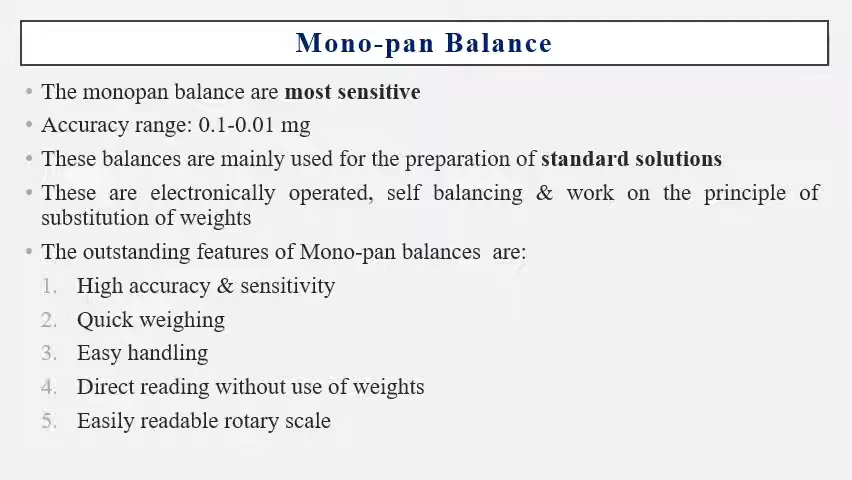 Mono-pan Balance
• The monopan balance are most sensitive
• Accuracy range: 0.1-0.01 mg
• These balances are mainly used for the preparation of standard solutions
• These are electronically operated, self balancing & work on the principle of
substitution of weights
• The outstanding features of Mono-pan balances  are:
1. High accuracy & sensitivity
2. Quick weighing
3. Easy handling
4. Direct reading without use of weights
5. Easily readable rotary scale